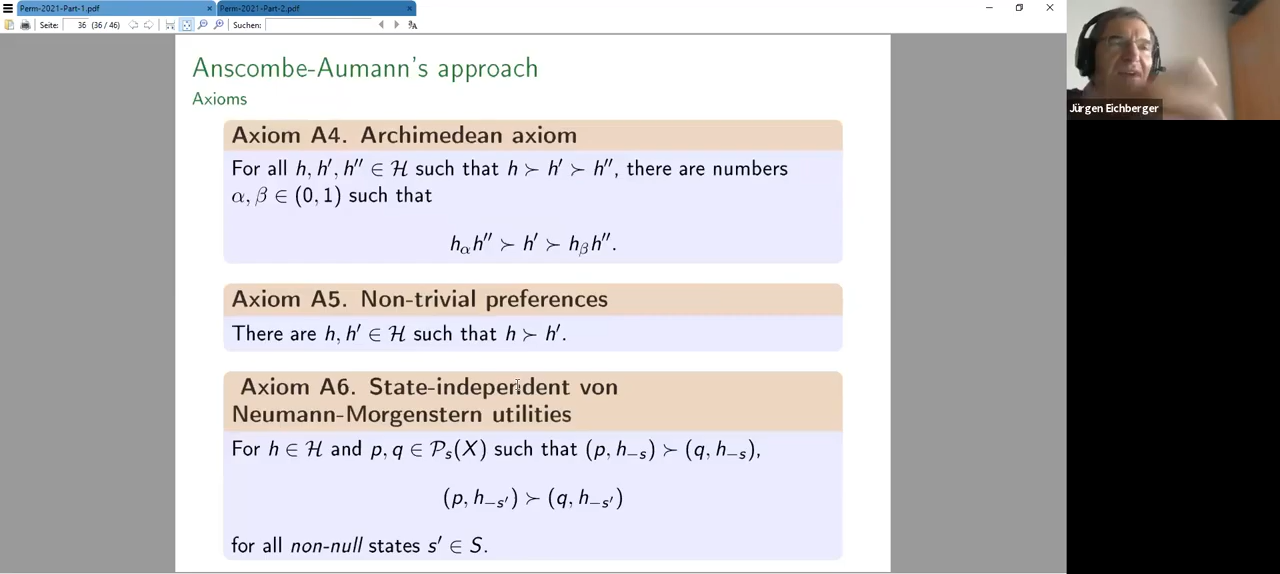 Perm-2021-Part-1.pdf
Perm-2021-Part-2.pdf
Seite: 36 (36 / 46) Suchen:
Anscombe-Aumann's approach
Axioms
Axiom A4. Archimedean axiom
For all h, h′, h″ ∈ ℋ such that h ≻ h′ ≻ h″, there are numbers
α, β ∈ (0, 1) such that
h_α h″ ≻ h′ ≻ h_β h″.
Axiom A5. Non-trivial preferences
There are h, h′ ∈ ℋ such that h ≻ h′.
Axiom A6. State-independent von
Neumann-Morgenstern utilities
For h ∈ ℋ and p, q ∈ 𝒫_s(X) such that (p, h_{−s}) ≻ (q, h_{−s}),
(p, h_{−s′}) ≻ (q, h_{−s′})
for all non-null states s′ ∈ S.
Jürgen Eichberger